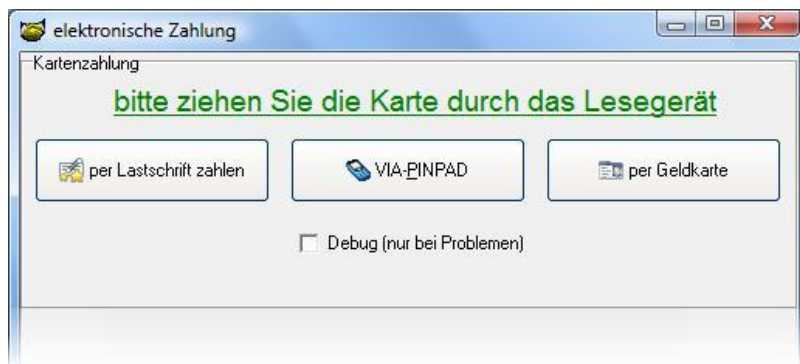 elektronische Zahlung
Kartenzahlung
bitte ziehen Sie die Karte durch das Lesegerät
per Lastschrift zahlen
VIA-PINPAD
per Geldkarte
Debug (nur bei Problemen)